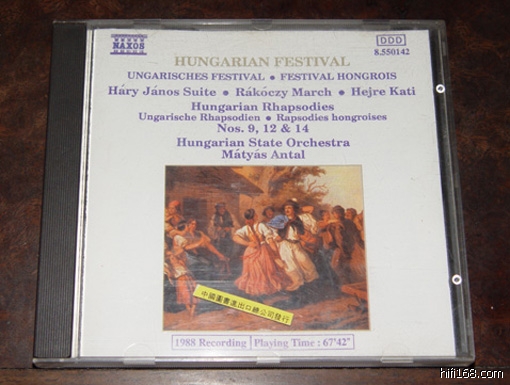 NAXOS
DDD
8.550142
HUNGARIAN FESTIVAL
UNGARISCHES FESTIVAL • FESTIVAL HONGROIS
Háry János Suite • Rákóczy March • Hejre Kati
Hungarian Rhapsodies
Ungarische Rhapsodien • Rapsodies hongroises
Nos. 9, 12 & 14
Hungarian State Orchestra
Mátyás Antal
中國圖書進出口總公司發行
1988 Recording
Playing Time : 67'42"
hifi168.com